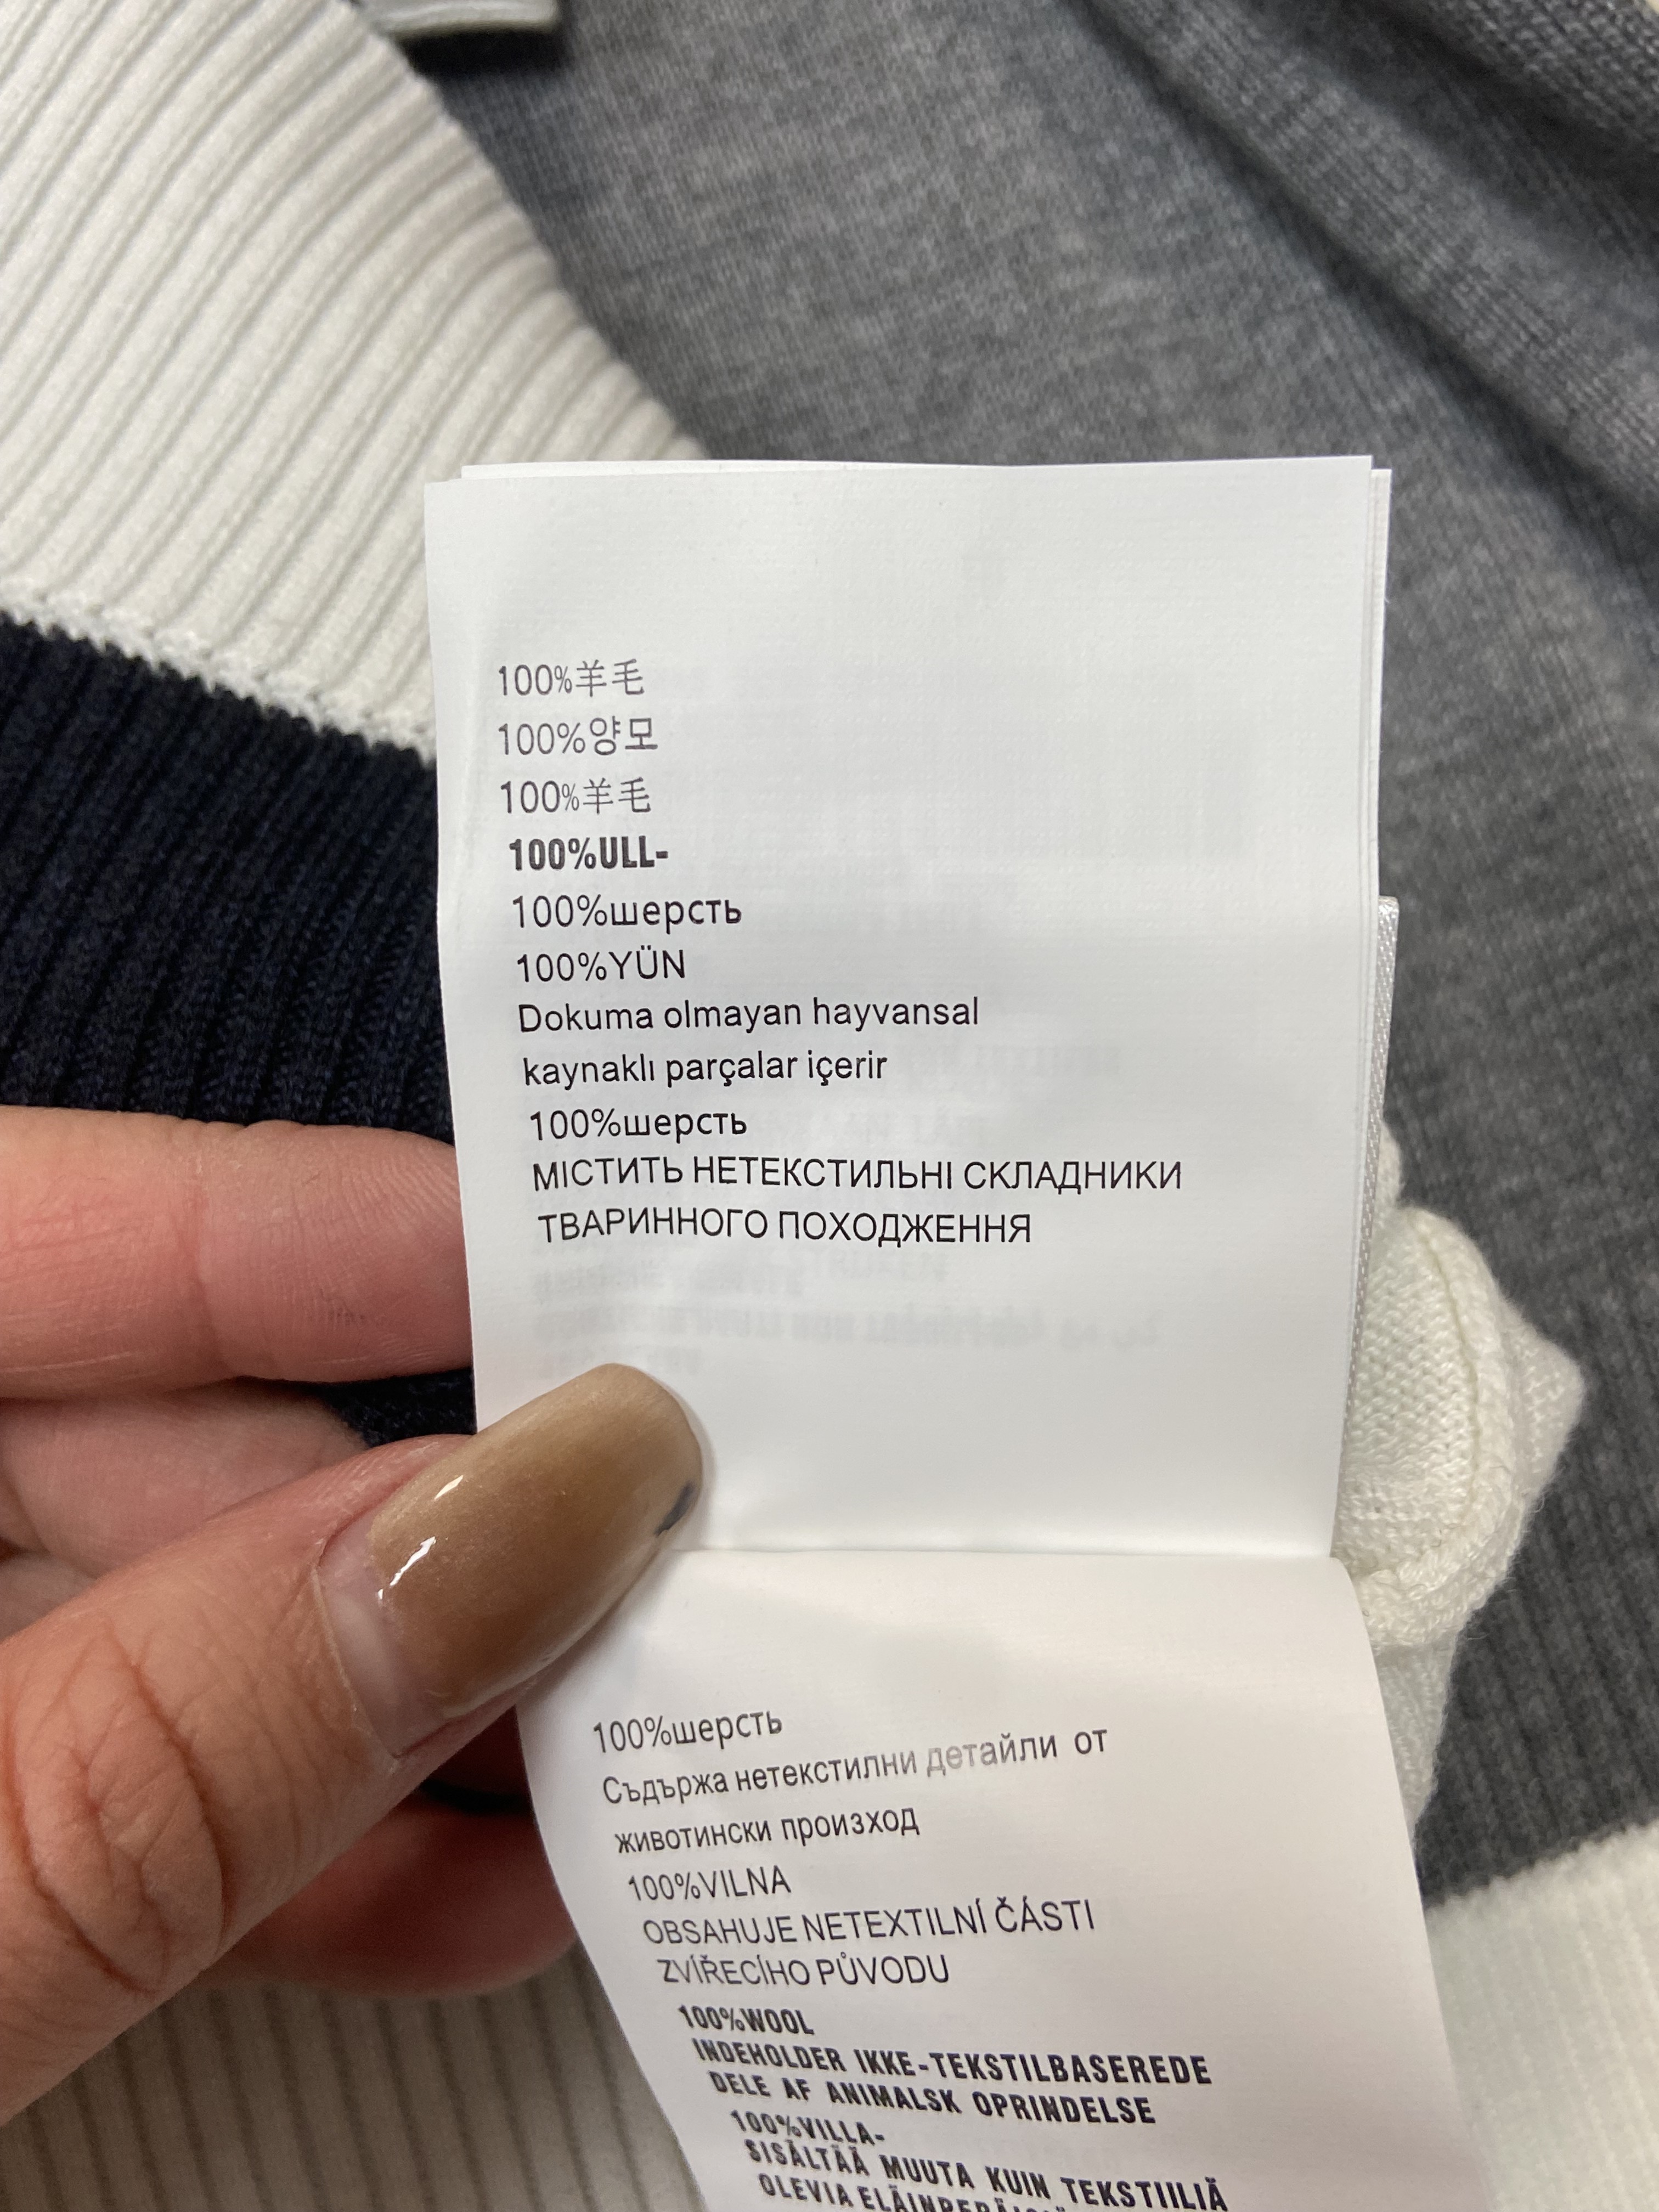 100%羊毛
100%양모
100%羊毛
100%ULL-
100%шерсть
100%YÜN
Dokuma olmayan hayvansal
kaynaklı parçalar içerir
100%шерсть
МІСТИТЬ НЕТЕКСТИЛЬНІ СКЛАДНИКИ
ТВАРИННОГО ПОХОДЖЕННЯ
100%шерсть
Съдържа нетекстилни детайли от
животински произход
100%VILNA
OBSAHUJE NETEXTILNÍ ČÁSTI
ZVÍŘECÍHO PŮVODU
100%WOOL
INDEHOLDER IKKE-TEKSTILBASEREDE
DELE AF ANIMALSK OPRINDELSE
100%VILLA-
SISÄLTÄÄ MUUTA KUIN TEKSTIILIÄ
OLEVIA